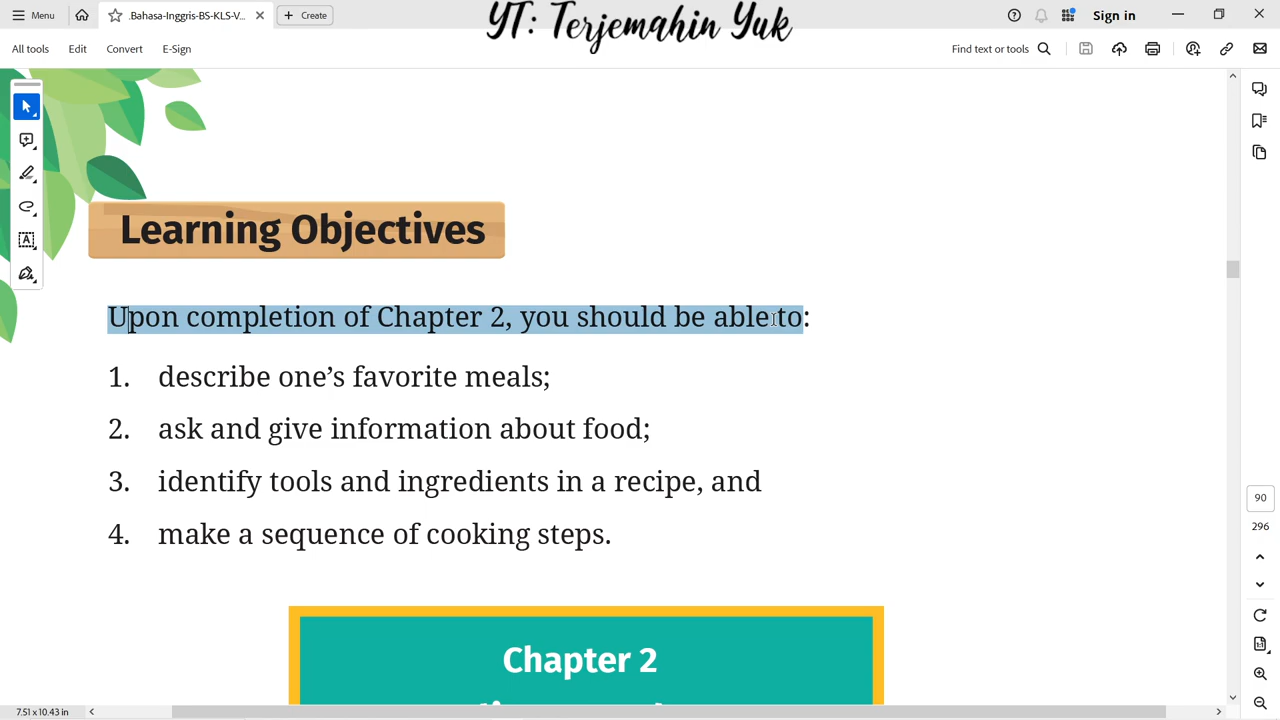 Menu
.Bahasa-Inggris-BS-KLS-V...
Create
YT: Terjemahin Yuk
Sign in
All tools
Edit
Convert
E-Sign
Find text or tools
Learning Objectives
Upon completion of Chapter 2, you should be able to:
1. describe one’s favorite meals;
2. ask and give information about food;
3. identify tools and ingredients in a recipe, and
4. make a sequence of cooking steps.
90
296
Chapter 2
7.51 x 10.43 in